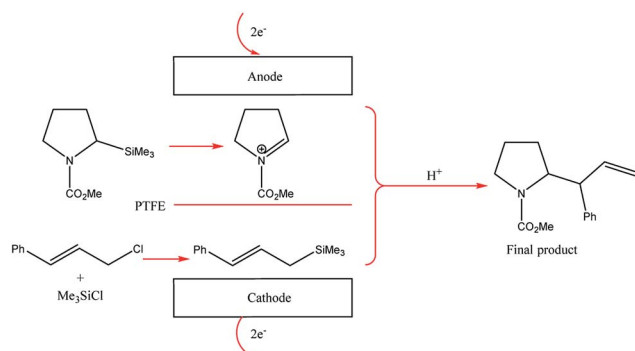 2e-
Anode
SiMe3
N
CO2Me
N
+
CO2Me
PTFE
H+
N
CO2Me
Ph
Final product
Ph
Cl
+
Me3SiCl
Ph
SiMe3
Cathode
2e-